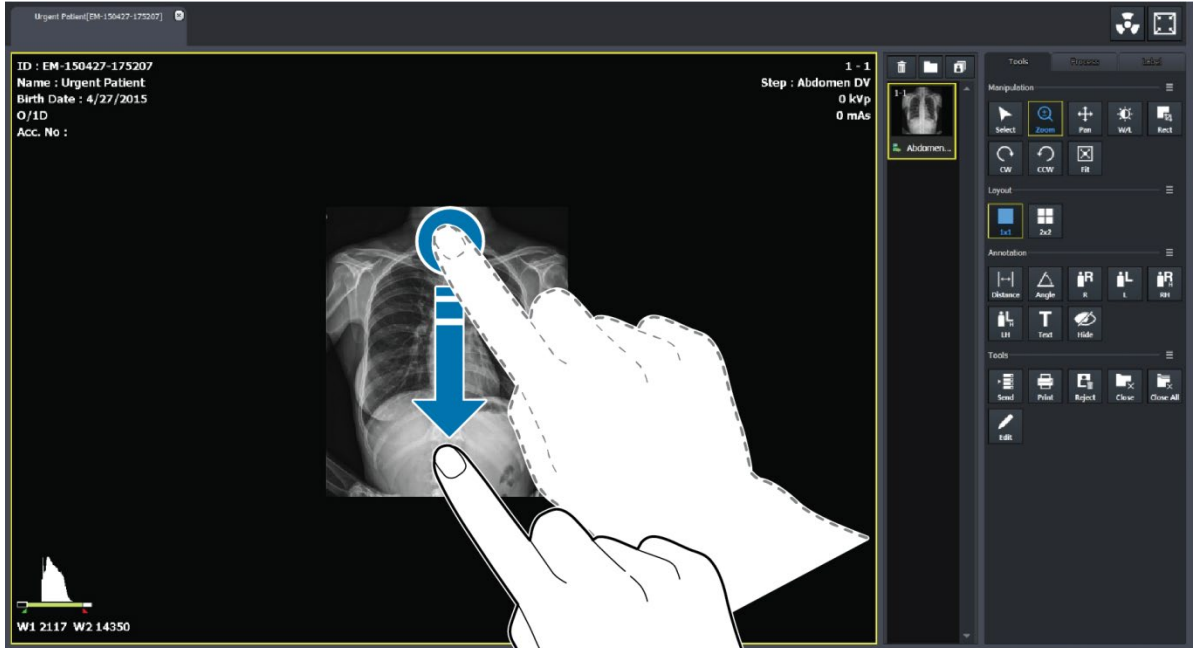 Urgent Patient[EM-150427-175207]
ID : EM-150427-175207
Name : Urgent Patient
Birth Date : 4/27/2015
O/1D
Acc. No :
1 - 1
Step : Abdomen DV
0 kVp
0 mAs
W1 2117 W2 14350
1-1
Abdomen...
Tools Process Label
Manipulation
Select Zoom Pan W/L Rect
CW CCW Fit
Layout
1x1 2x2
Annotation
R L R H
Distance Angle R L RH
L H T
LH Text Hide
Tools
Send Print Reject Close Close All
Edit